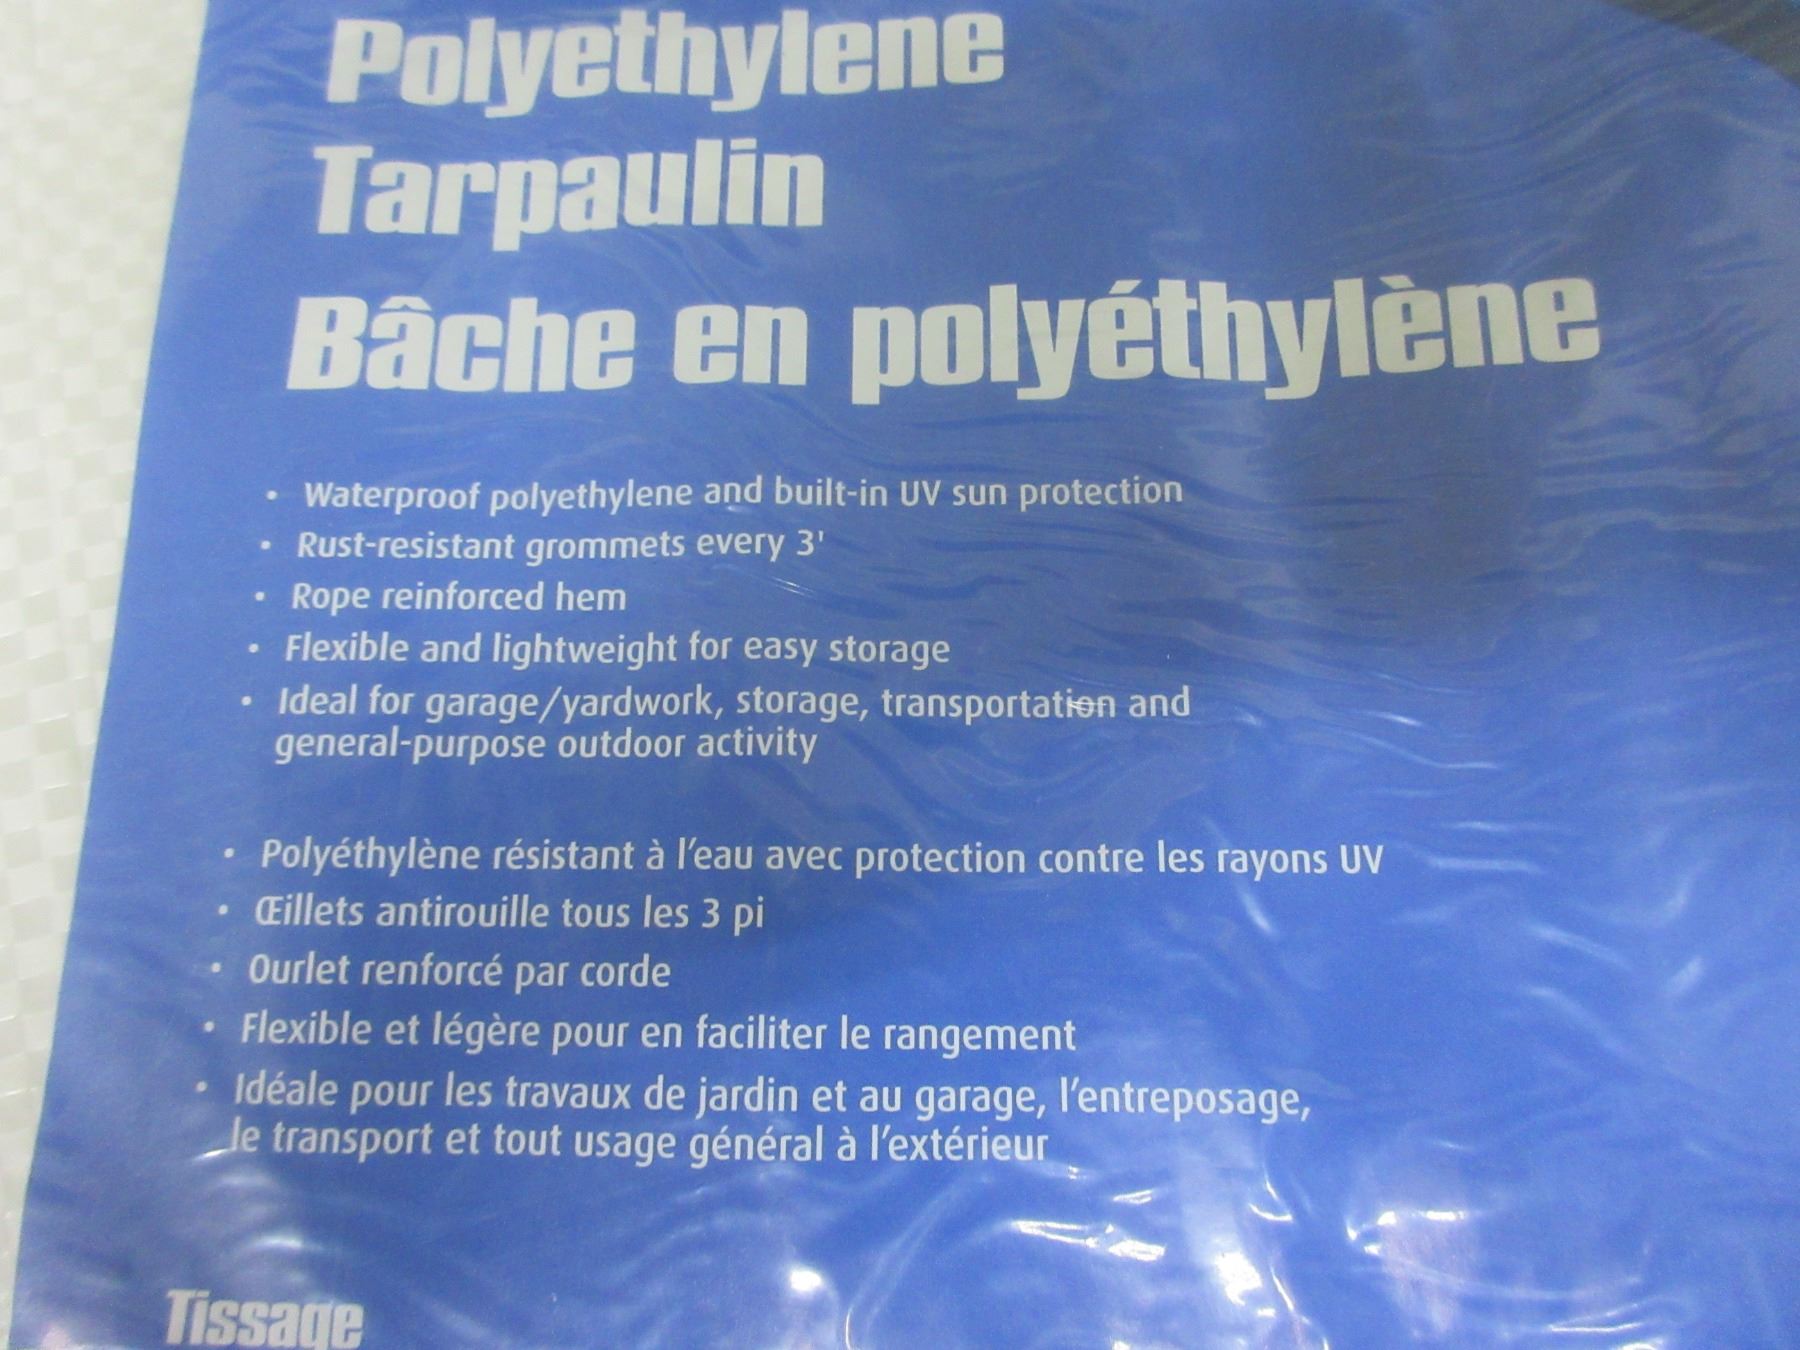 Polyethylene
Tarpaulin
Bâche en polyéthylène
• Waterproof polyethylene and built-in UV sun protection
• Rust-resistant grommets every 3'
• Rope reinforced hem
• Flexible and lightweight for easy storage
• Ideal for garage/yardwork, storage, transportation and
general-purpose outdoor activity
• Polyéthylène résistant à l'eau avec protection contre les rayons UV
• Œillets antirouille tous les 3 pi
• Ourlet renforcé par corde
• Flexible et légère pour en faciliter le rangement
• Idéale pour les travaux de jardin et au garage, l'entreposage,
le transport et tout usage général à l'extérieur
Tissage